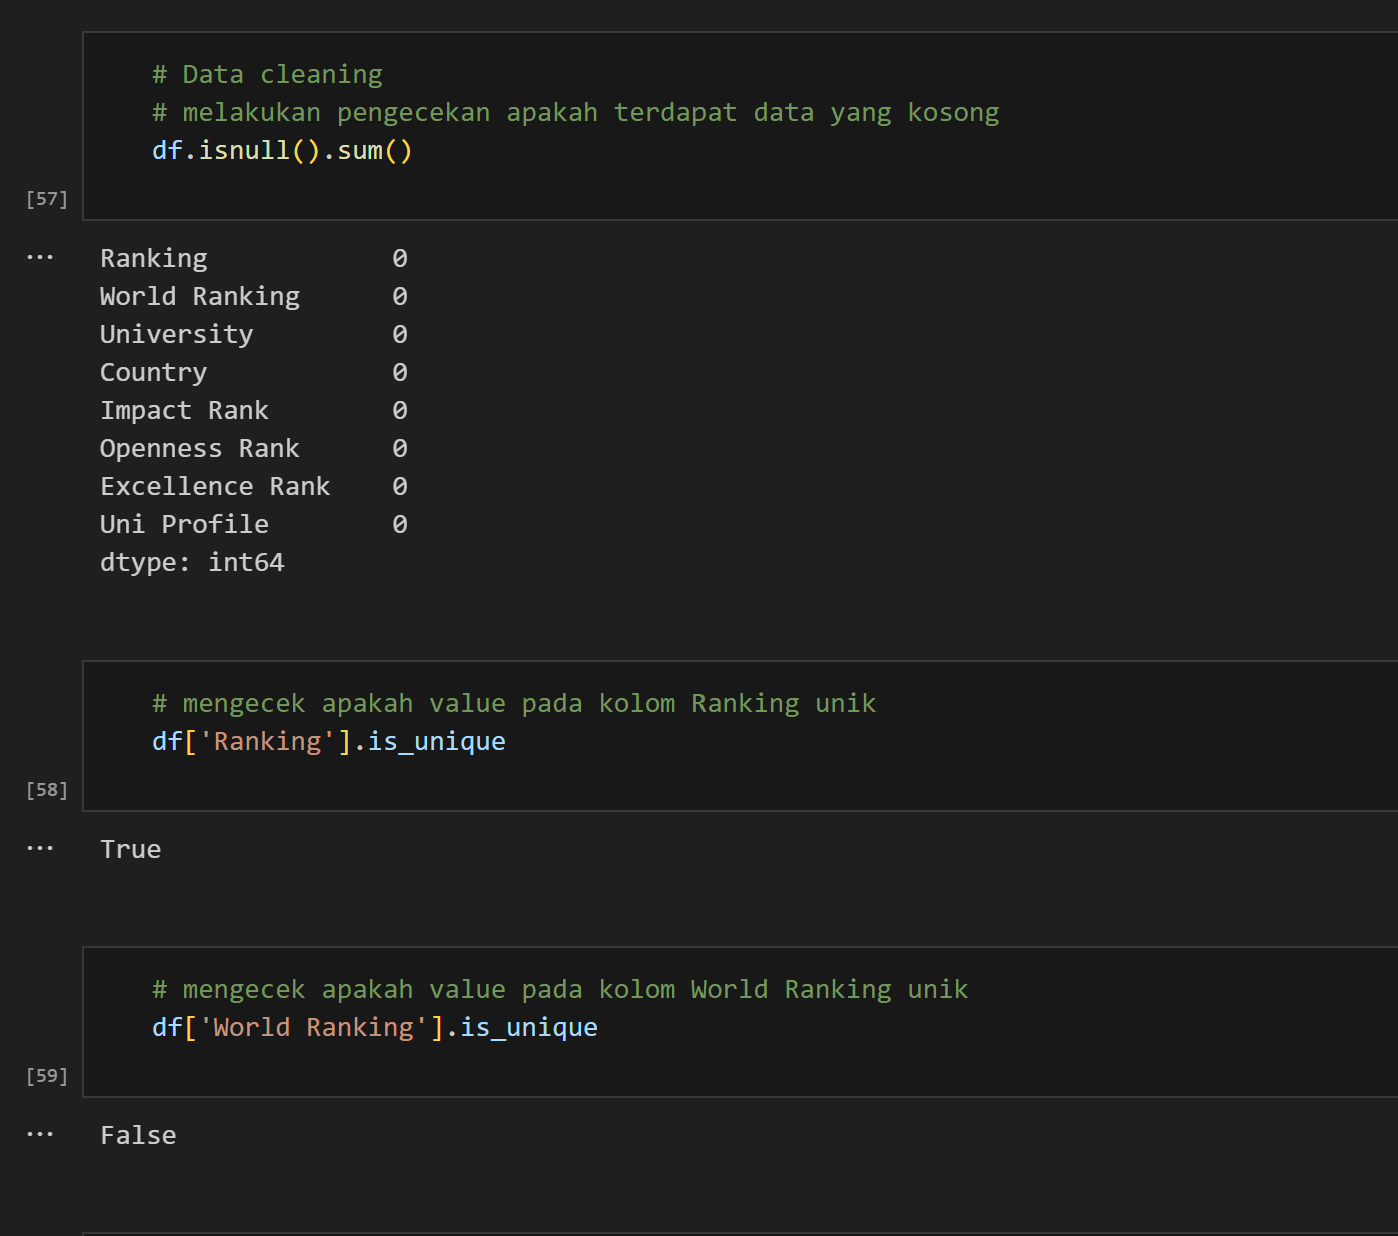 # Data cleaning
# melakukan pengecekan apakah terdapat data yang kosong
df.isnull().sum()
[57]
... Ranking 0
World Ranking 0
University 0
Country 0
Impact Rank 0
Openness Rank 0
Excellence Rank 0
Uni Profile 0
dtype: int64
# mengecek apakah value pada kolom Ranking unik
df['Ranking'].is_unique
[58]
... True
# mengecek apakah value pada kolom World Ranking unik
df['World Ranking'].is_unique
[59]
... False